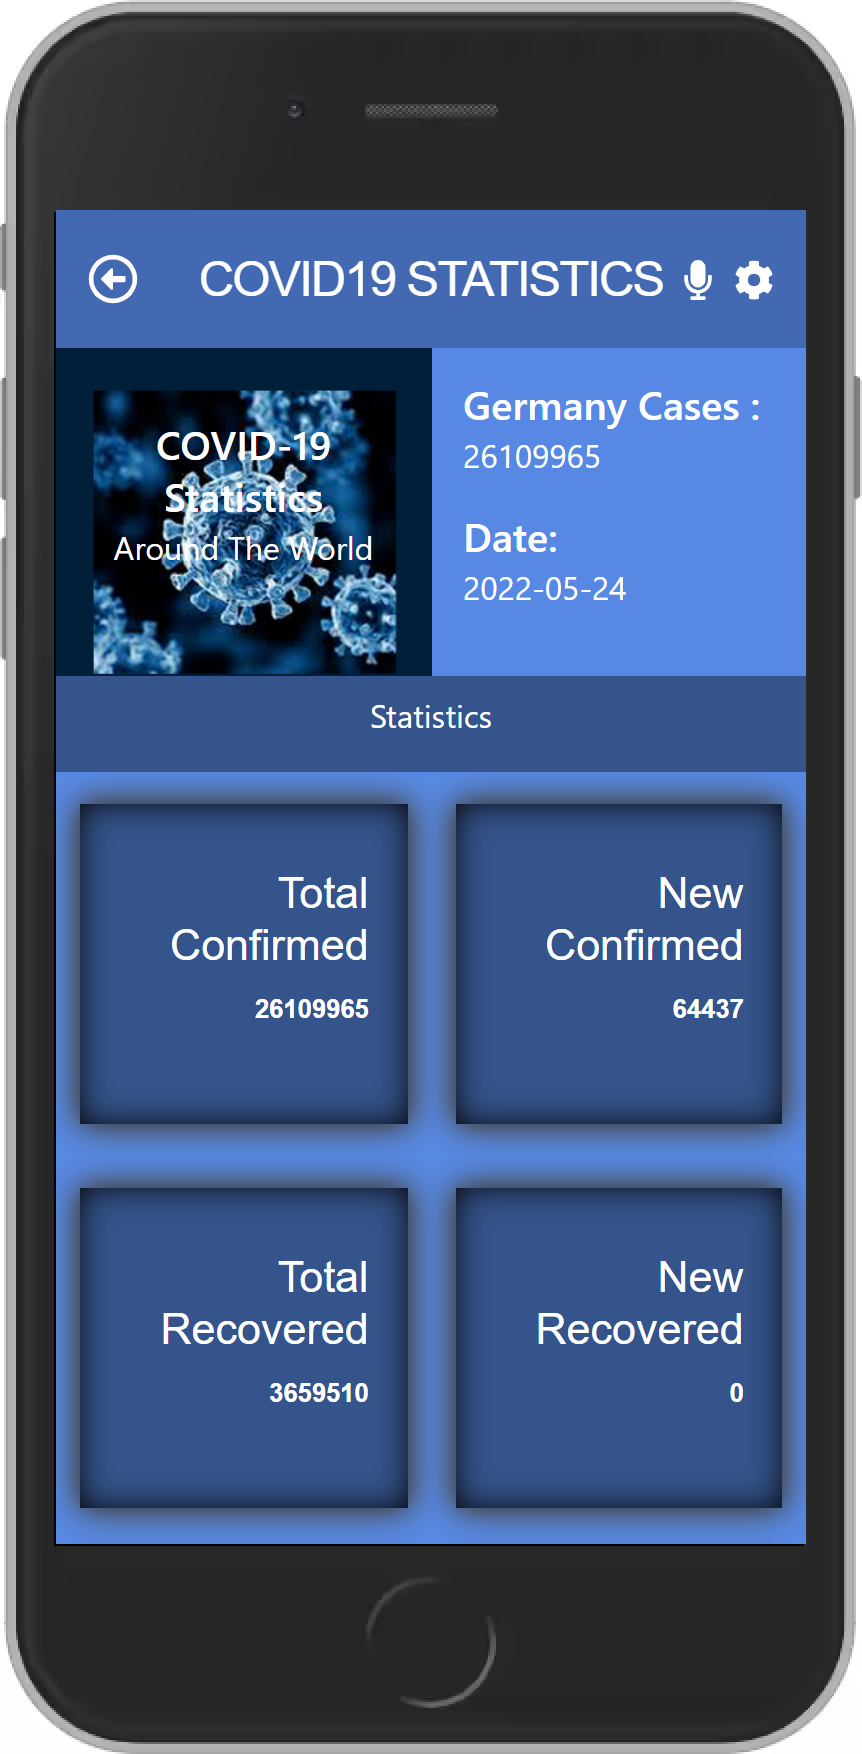 COVID19 STATISTICS
COVID-19
Statistics
Around The World
Germany Cases :
26109965
Date:
2022-05-24
Statistics
Total
Confirmed
26109965
New
Confirmed
64437
Total
Recovered
3659510
New
Recovered
0